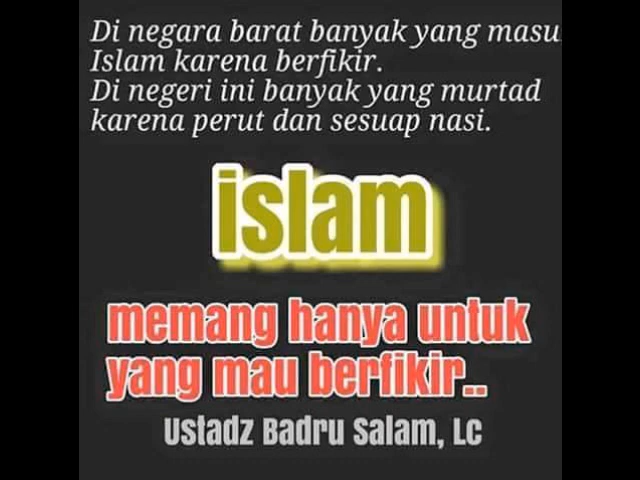 Di negara barat banyak yang masu
Islam karena berfikir.
Di negeri ini banyak yang murtad
karena perut dan sesuap nasi.
islam
memang hanya untuk
yang mau berfikir..
Ustadz Badru Salam, Lc